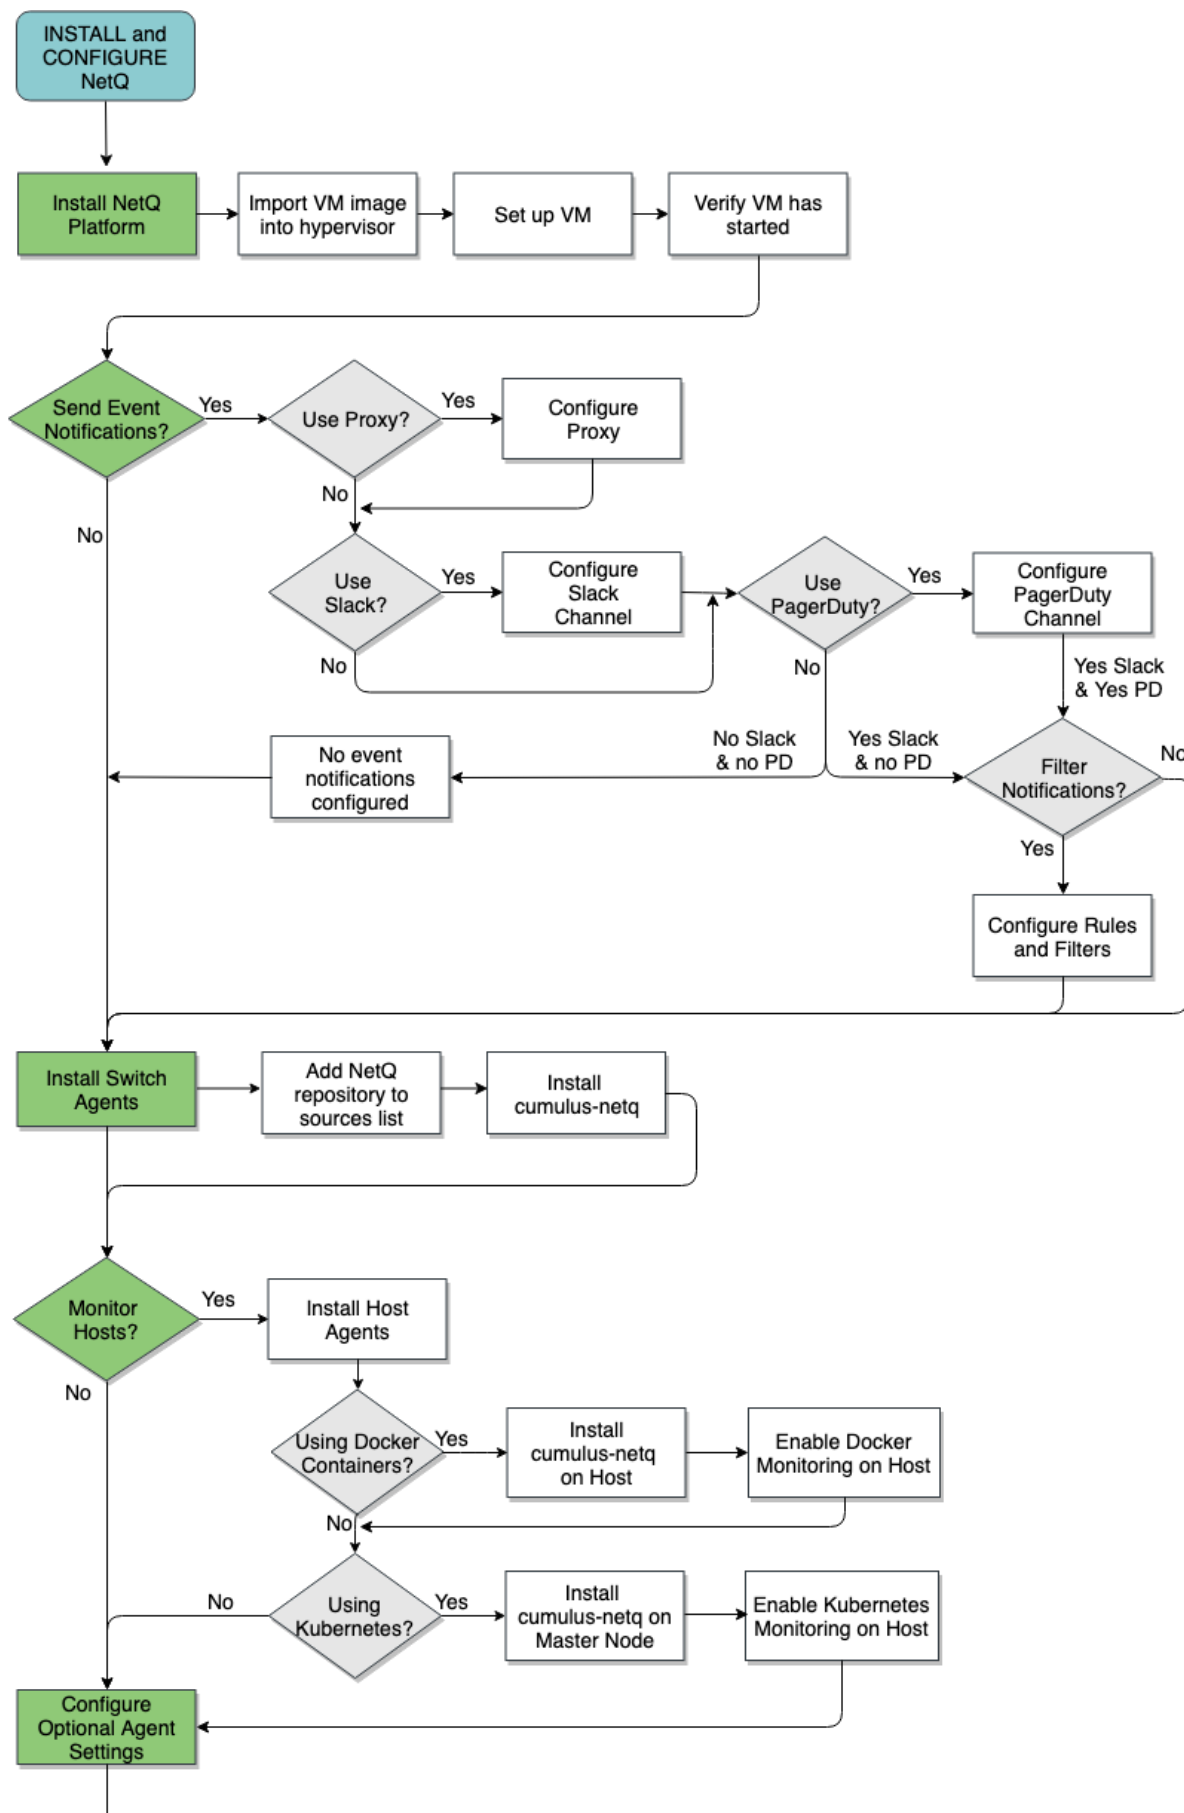 INSTALL and
CONFIGURE
NetQ
Install NetQ
Platform
Import VM image
into hypervisor
Set up VM
Verify VM has
started
Send Event
Notifications?
Yes
Use Proxy?
Yes
Configure
Proxy
No
No
Use
Slack?
Yes
Configure
Slack
Channel
No
Use
PagerDuty?
Yes
Configure
PagerDuty
Channel
No
Yes Slack
& Yes PD
No Slack
& no PD
Yes Slack
& no PD
No event
notifications
configured
Filter
Notifications?
No
Yes
Configure Rules
and Filters
Install Switch
Agents
Add NetQ
repository to
sources list
Install
cumulus-netq
Monitor
Hosts?
Yes
Install Host
Agents
No
Using Docker
Containers?
Yes
Install
cumulus-netq
on Host
Enable Docker
Monitoring on Host
No
Using
Kubernetes?
No
Yes
Install
cumulus-netq on
Master Node
Enable Kubernetes
Monitoring on Host
Configure
Optional Agent
Settings